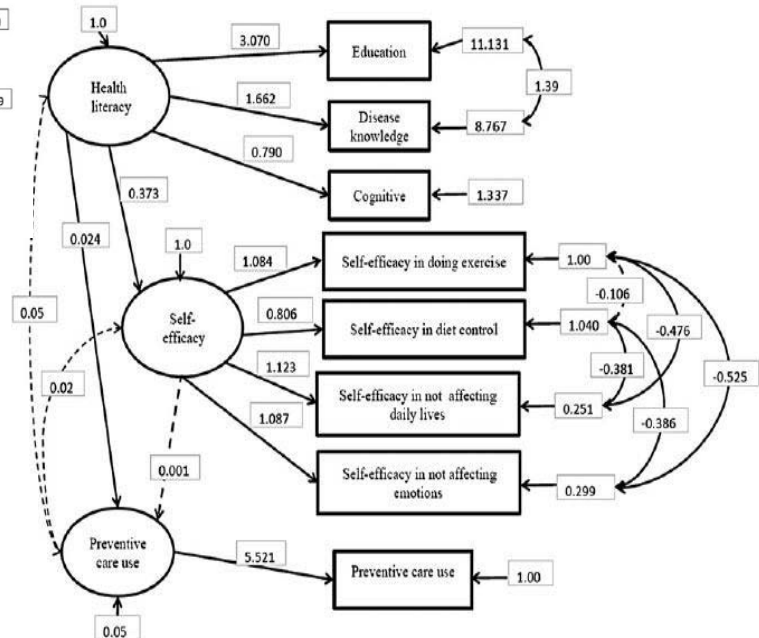 1.0
3.070
Education
11.131
1.39
Health
literacy
1.662
Disease
knowledge
8.767
0.790
Cognitive
1.337
0.373
0.024
1.0
1.084
Self-efficacy in doing exercise
1.00
-0.106
0.05
Self-
efficacy
0.806
Self-efficacy in diet control
1.040
-0.476
-0.381
-0.525
0.02
1.123
Self-efficacy in not affecting
daily lives
0.251
-0.386
1.087
0.001
Self-efficacy in not affecting
emotions
0.299
Preventive
care use
5.521
Preventive care use
1.00
0.05